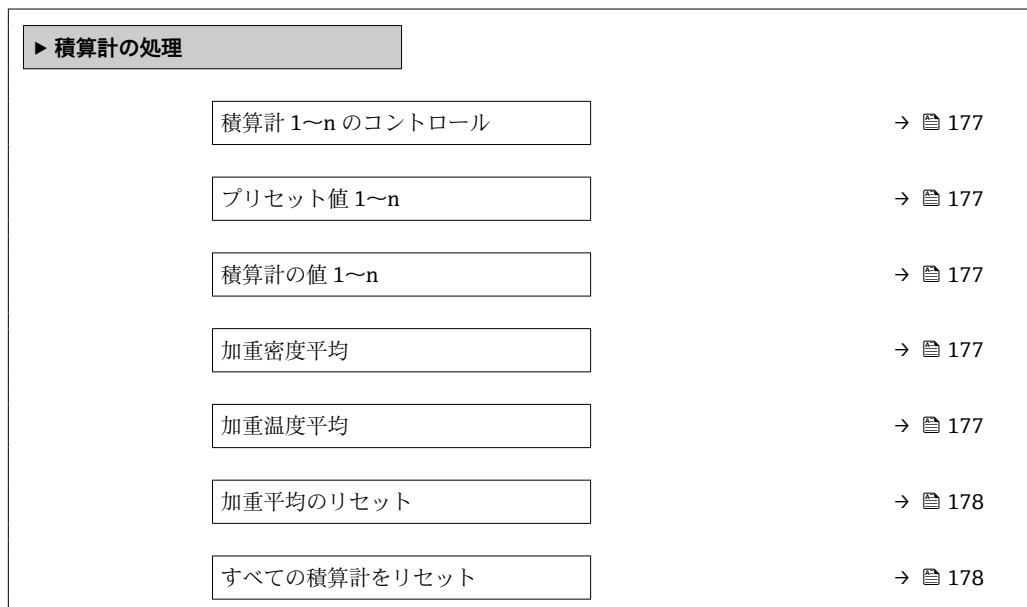 ▶ 積算計の処理
積算計 1～n のコントロール → 177
プリセット値 1～n → 177
積算計の値 1～n → 177
加重密度平均 → 177
加重温度平均 → 177
加重平均のリセット → 178
すべての積算計をリセット → 178